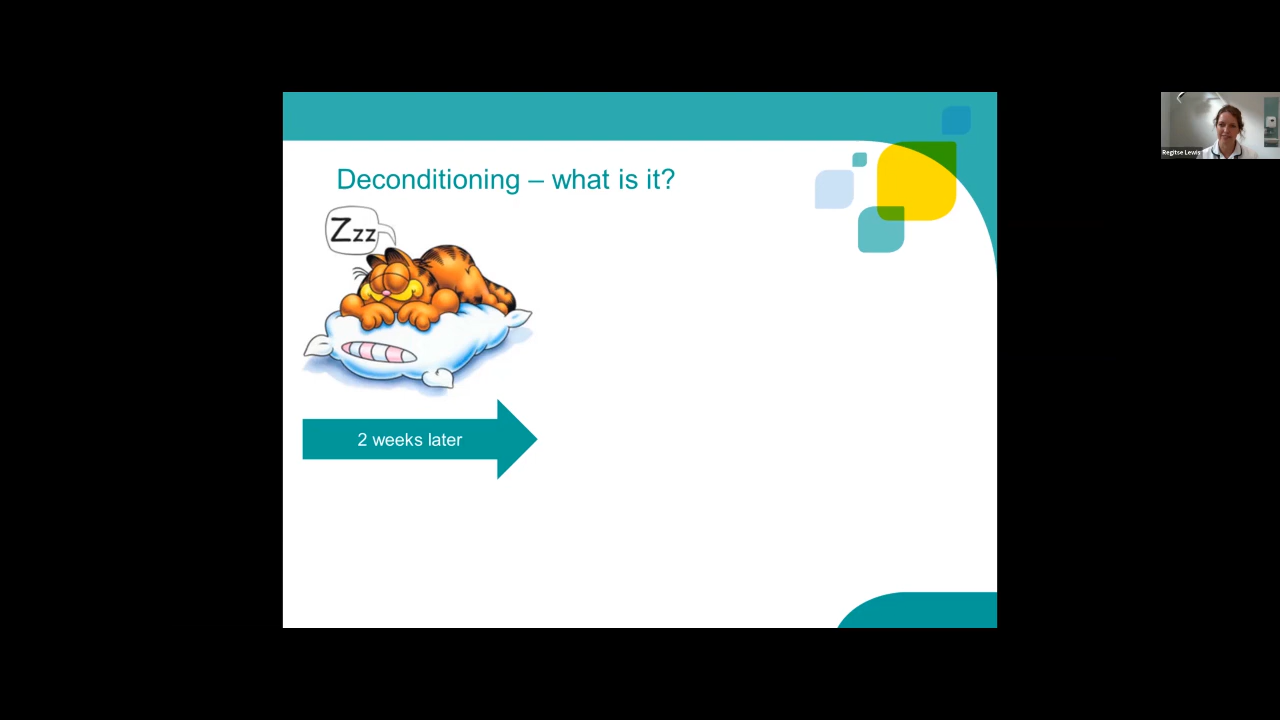 Deconditioning – what is it?
Zzz
2 weeks later
Regitse Lewis